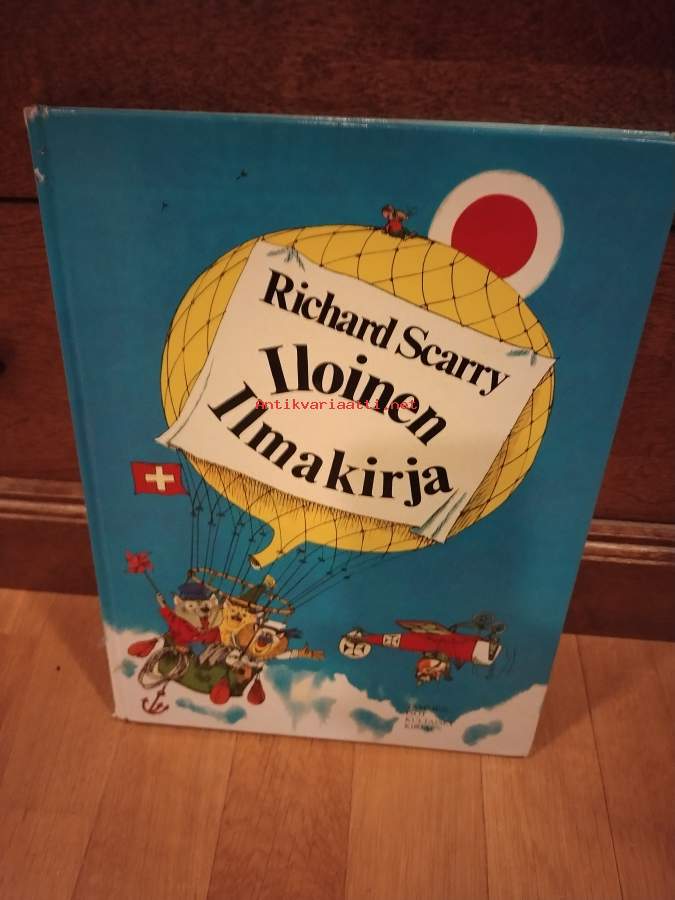 Richard Scarry
Iloinen
Antikvariaatti.net
Ilmakirja